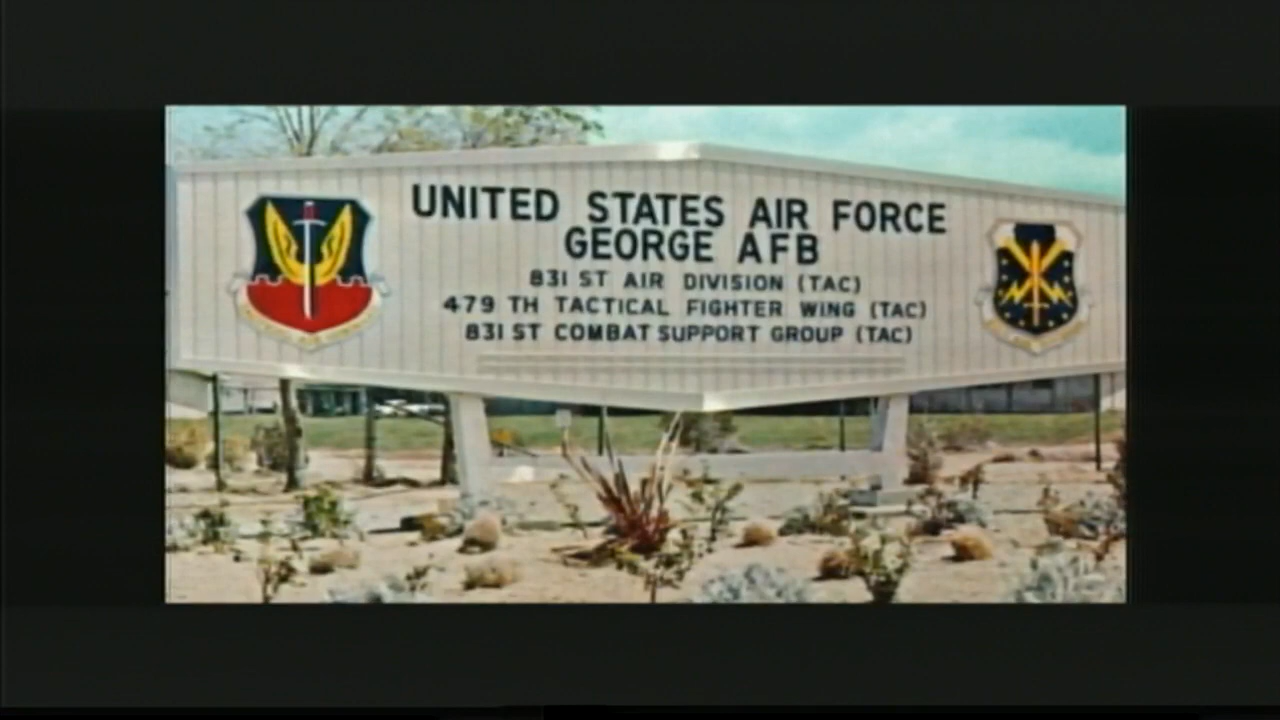 UNITED STATES AIR FORCE
GEORGE AFB
831 ST AIR DIVISION (TAC)
479 TH TACTICAL FIGHTER WING (TAC)
831 ST COMBAT SUPPORT GROUP (TAC)